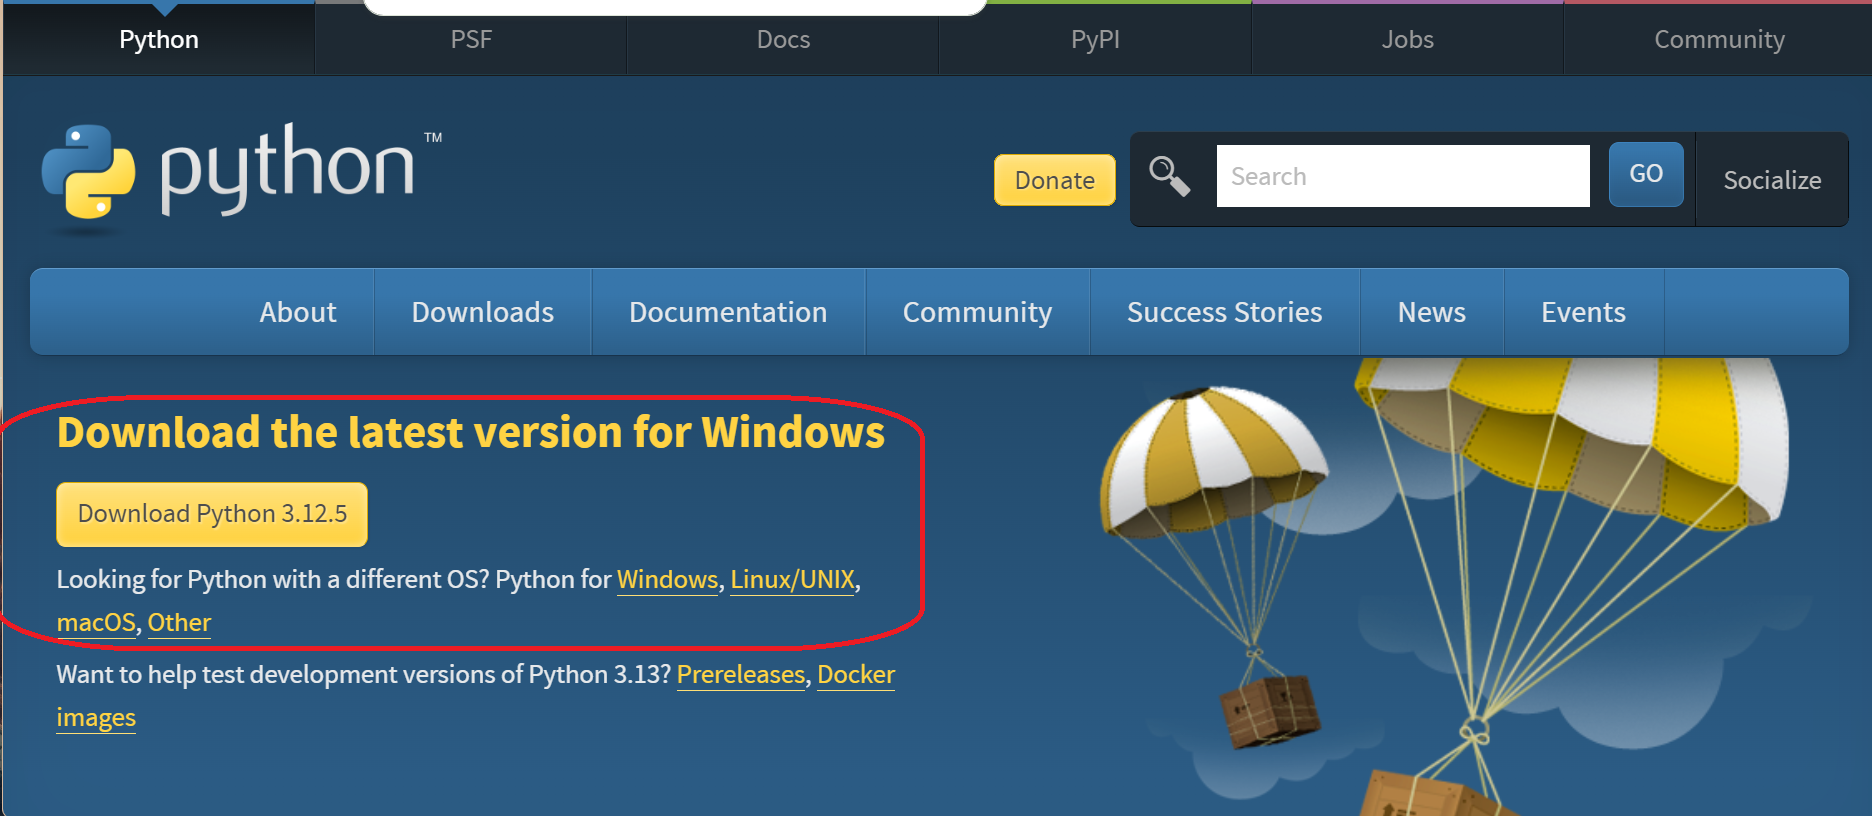 Python PSF Docs PyPI Jobs Community
python TM
Donate Search GO Socialize
About Downloads Documentation Community Success Stories News Events
Download the latest version for Windows
Download Python 3.12.5
Looking for Python with a different OS? Python for Windows, Linux/UNIX,
macOS, Other
Want to help test development versions of Python 3.13? Prereleases, Docker
images